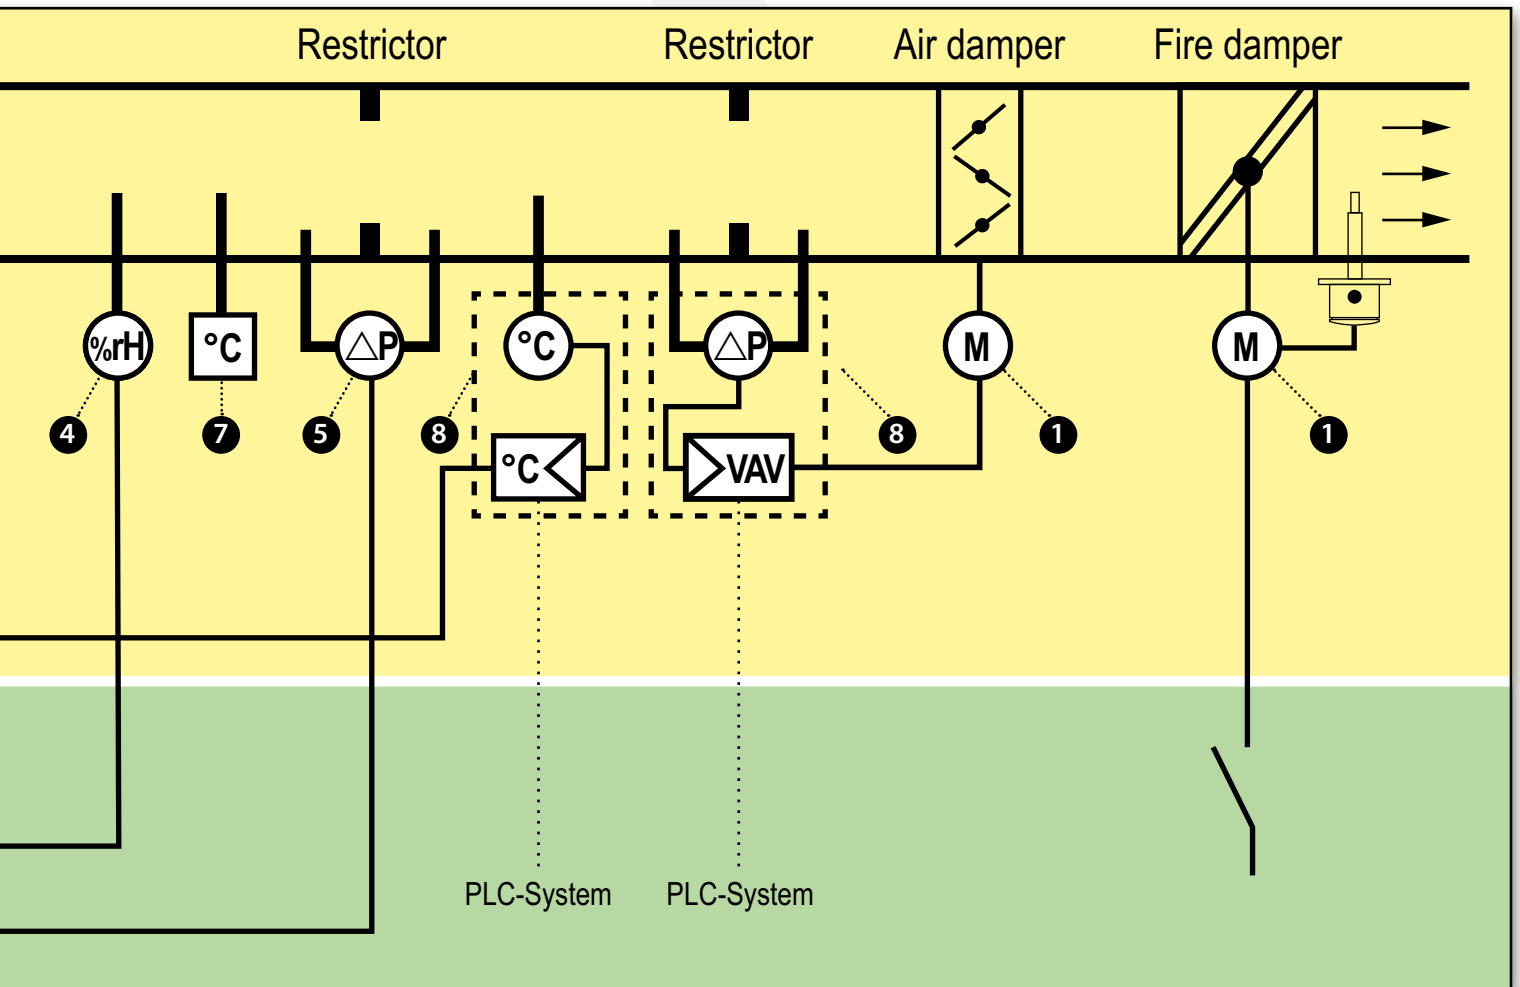 Restrictor Restrictor Air damper Fire damper
%rH °C △P °C △P M M
4 7 5 8 8 1 1
°C VAV
PLC-System PLC-System